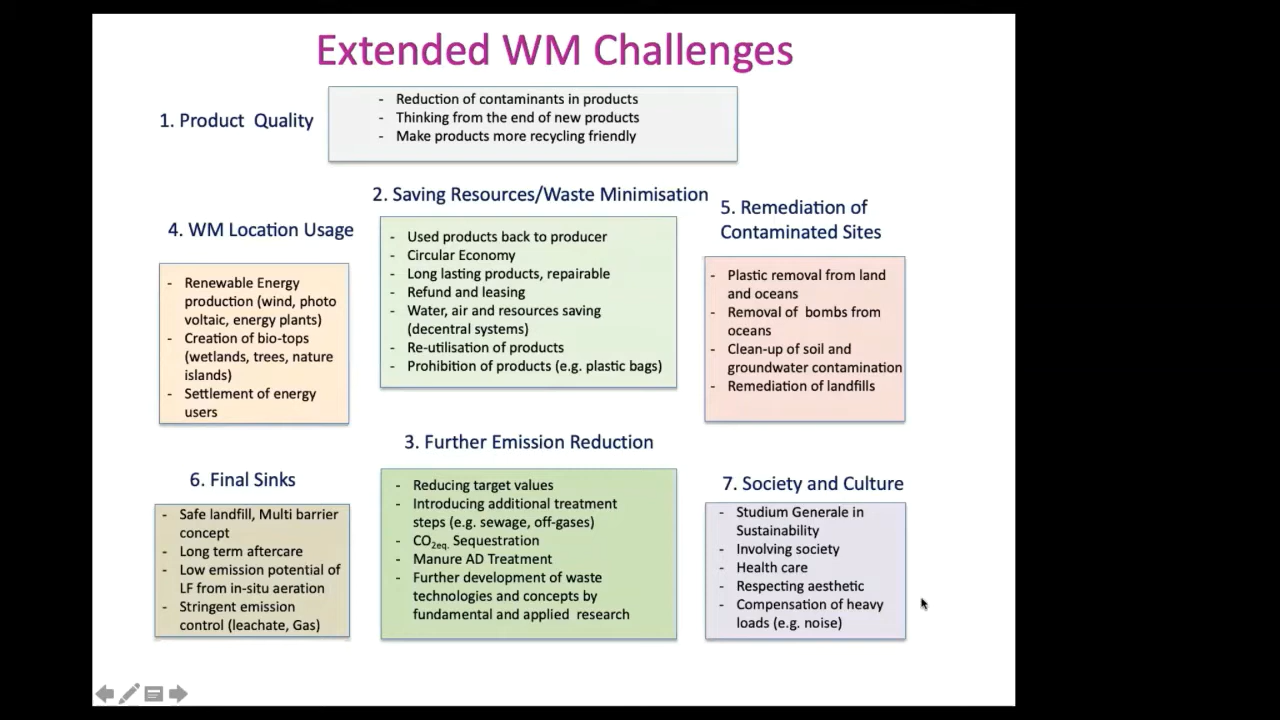 Extended WM Challenges
1. Product Quality
- Reduction of contaminants in products
- Thinking from the end of new products
- Make products more recycling friendly
2. Saving Resources/Waste Minimisation
- Used products back to producer
- Circular Economy
- Long lasting products, repairable
- Refund and leasing
- Water, air and resources saving
(decentral systems)
- Re-utilisation of products
- Prohibition of products (e.g. plastic bags)
3. Further Emission Reduction
- Reducing target values
- Introducing additional treatment
steps (e.g. sewage, off-gases)
- CO2eq. Sequestration
- Manure AD Treatment
- Further development of waste
technologies and concepts by
fundamental and applied research
4. WM Location Usage
- Renewable Energy
production (wind, photo
voltaic, energy plants)
- Creation of bio-tops
(wetlands, trees, nature
islands)
- Settlement of energy
users
5. Remediation of
Contaminated Sites
- Plastic removal from land
and oceans
- Removal of bombs from
oceans
- Clean-up of soil and
groundwater contamination
- Remediation of landfills
6. Final Sinks
- Safe landfill, Multi barrier
concept
- Long term aftercare
- Low emission potential of
LF from in-situ aeration
- Stringent emission
control (leachate, Gas)
7. Society and Culture
- Studium Generale in
Sustainability
- Involving society
- Health care
- Respecting aesthetic
- Compensation of heavy
loads (e.g. noise)